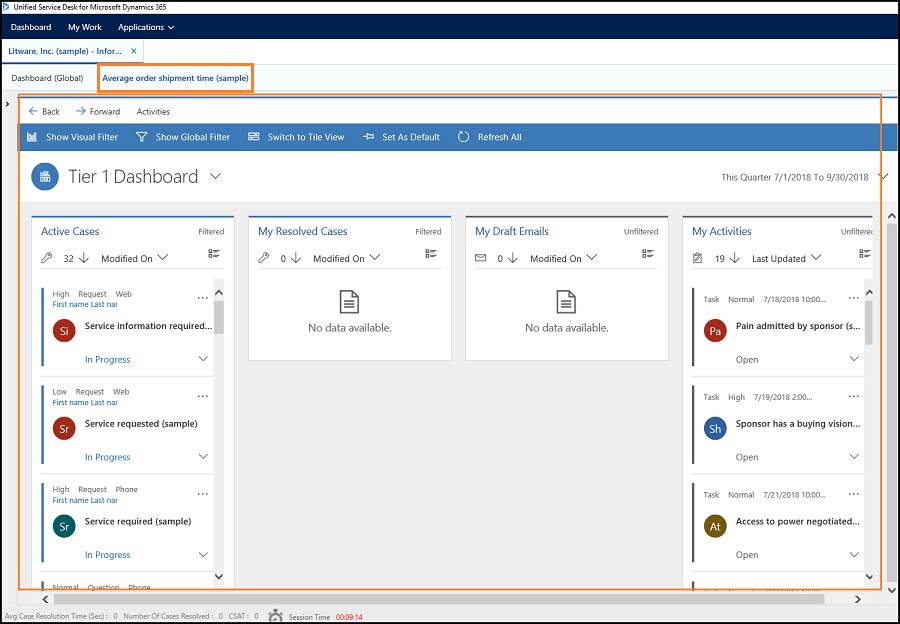 Unified Service Desk for Microsoft Dynamics 365
Dashboard My Work Applications
Litware, Inc. (sample) - Infor... ×
Dashboard (Global) Average order shipment time (sample)
Back Forward Activities
Show Visual Filter Show Global Filter Switch to Tile View Set As Default Refresh All
Tier 1 Dashboard This Quarter 7/1/2018 To 9/30/2018
Active Cases Filtered
32 Modified On
High Request Web
First name Last nar
Si Service information required...
In Progress
Low Request Web
First name Last nar
Sr Service requested (sample)
In Progress
High Request Phone
First name Last nar
Sr Service required (sample)
In Progress
Normal Question Phone
My Resolved Cases Filtered
0 Modified On
No data available.
My Draft Emails Unfiltered
0 Modified On
No data available.
My Activities Unfiltere
19 Last Updated
Task Normal 7/18/2018 10:00...
Pa Pain admitted by sponsor (s...
Open
Task High 7/19/2018 2:00...
Sh Sponsor has a buying vision...
Open
Task Normal 7/21/2018 10:00...
At Access to power negotiated...
Open
Avg Case Resolution Time (Sec) : 0 Number Of Cases Resolved : 0 CSAT : 0 Session Time 00:09:14